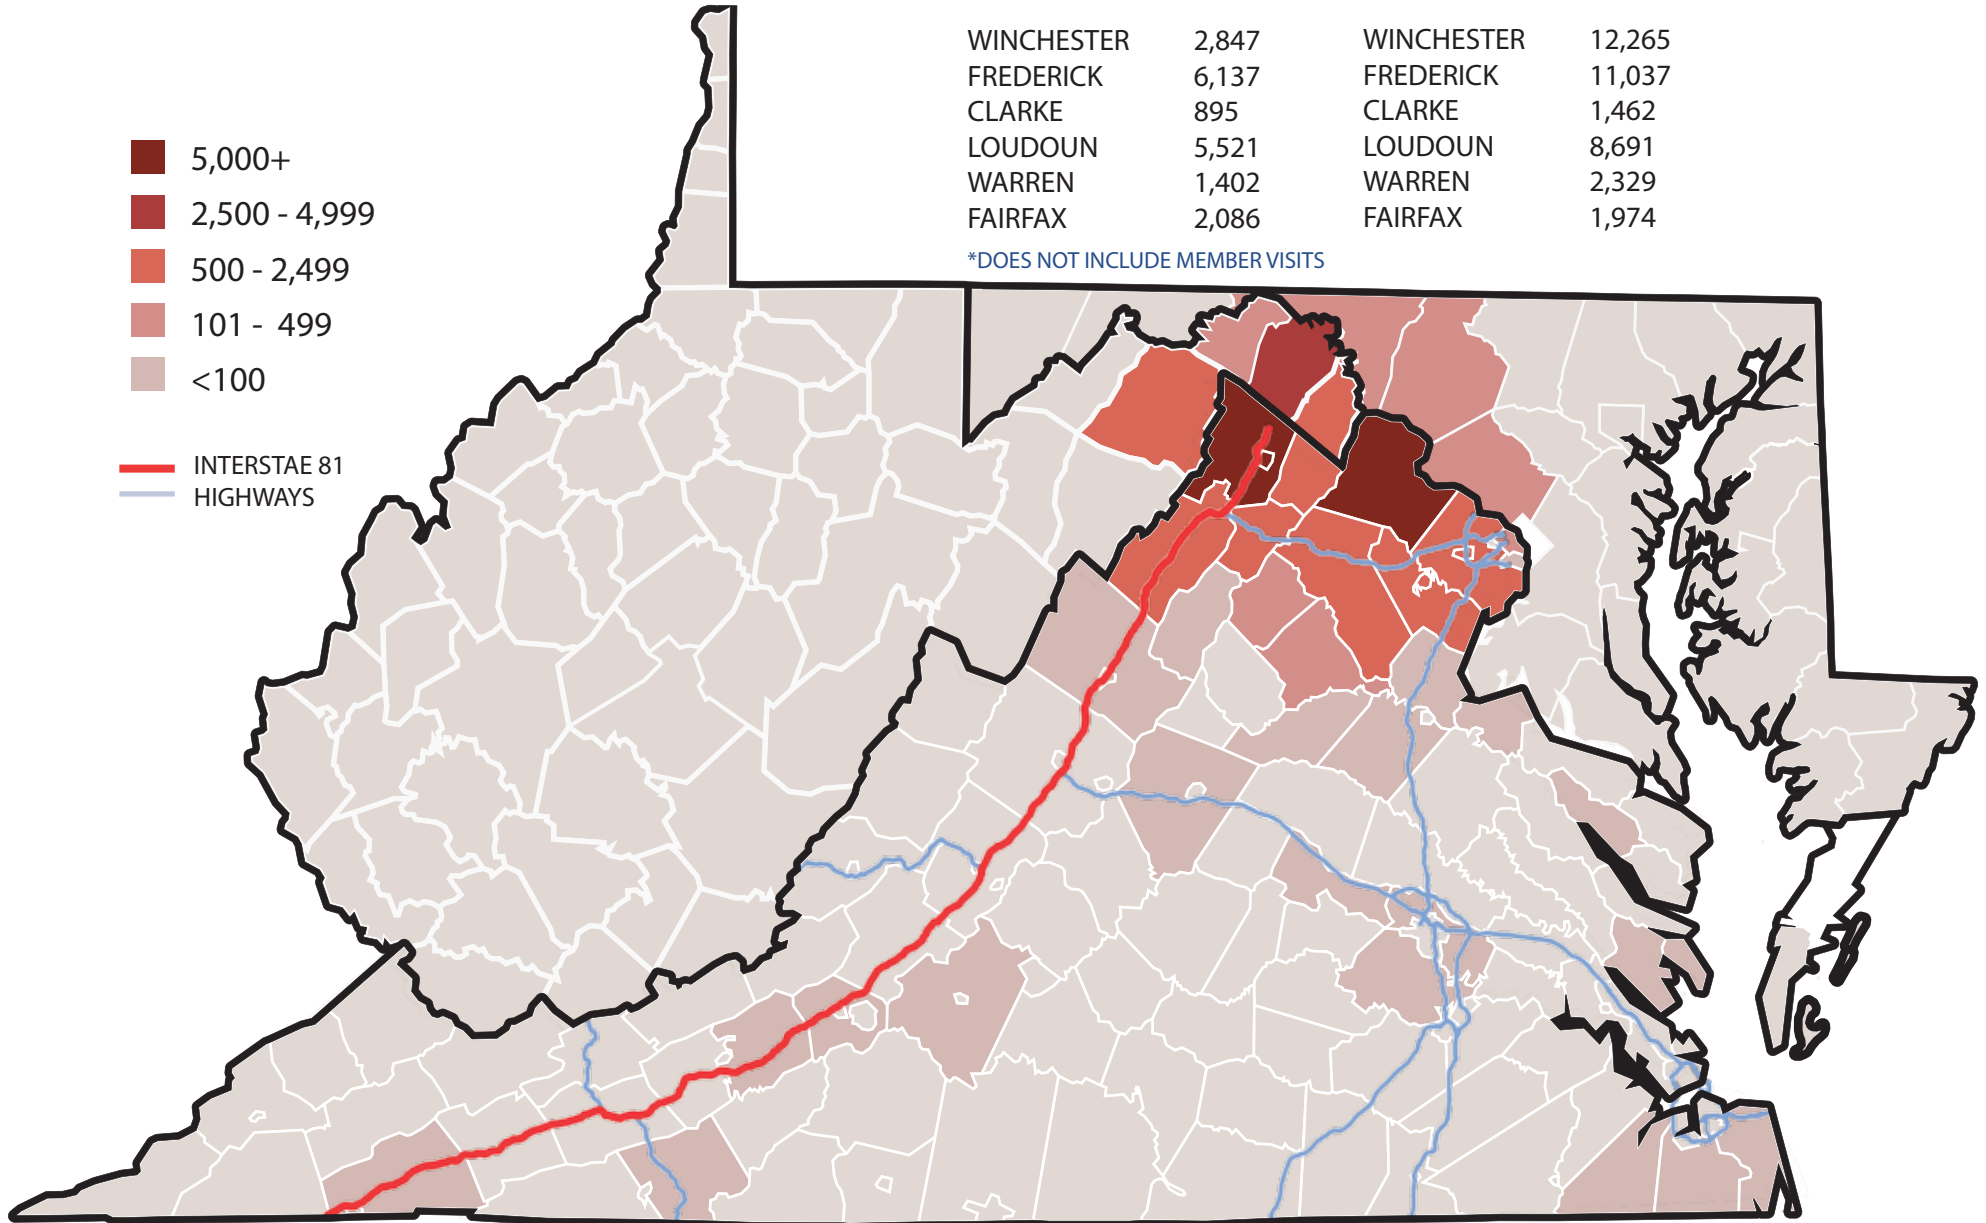 WINCHESTER 2,847 WINCHESTER 12,265
FREDERICK 6,137 FREDERICK 11,037
CLARKE 895 CLARKE 1,462
LOUDOUN 5,521 LOUDOUN 8,691
WARREN 1,402 WARREN 2,329
FAIRFAX 2,086 FAIRFAX 1,974
*DOES NOT INCLUDE MEMBER VISITS
5,000+
2,500 - 4,999
500 - 2,499
101 - 499
<100
INTERSTAE 81
HIGHWAYS